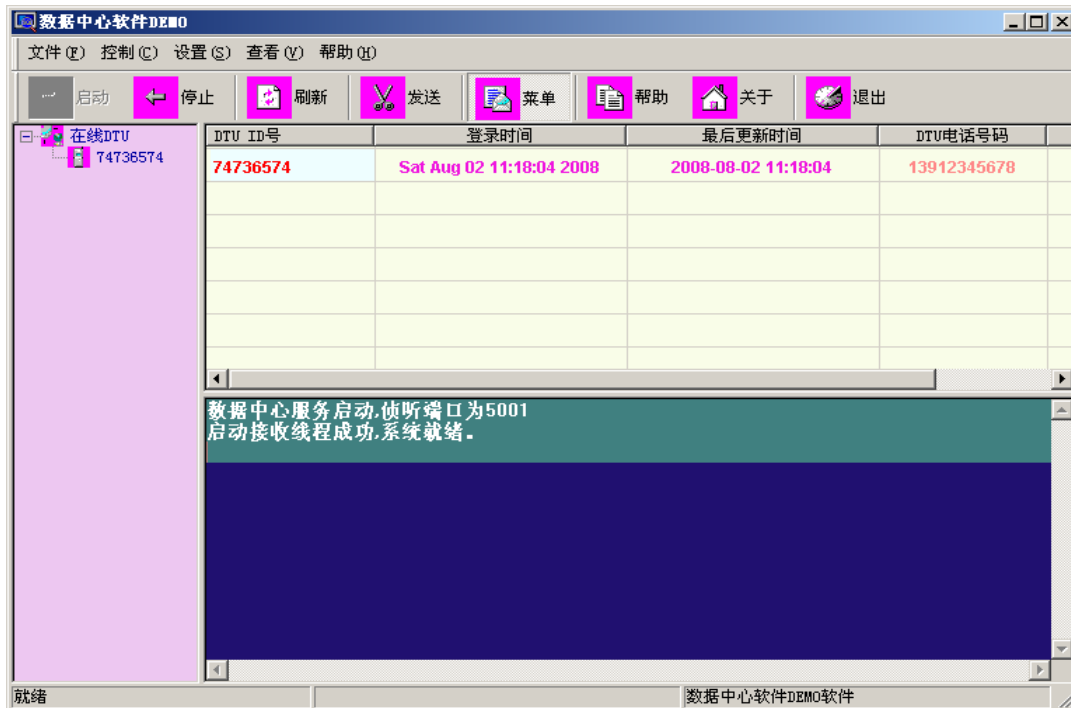 数据中心软件DEMO
文件(F) 控制(C) 设置(S) 查看(V) 帮助(H)
启动 停止 刷新 发送 菜单 帮助 关于 退出
在线DTU
74736574
DTU ID号 登录时间 最后更新时间 DTU电话号码
74736574 Sat Aug 02 11:18:04 2008 2008-08-02 11:18:04 13912345678
数据中心服务启动,侦听端口为5001
启动接收线程成功,系统就绪。
就绪 数据中心软件DEMO软件